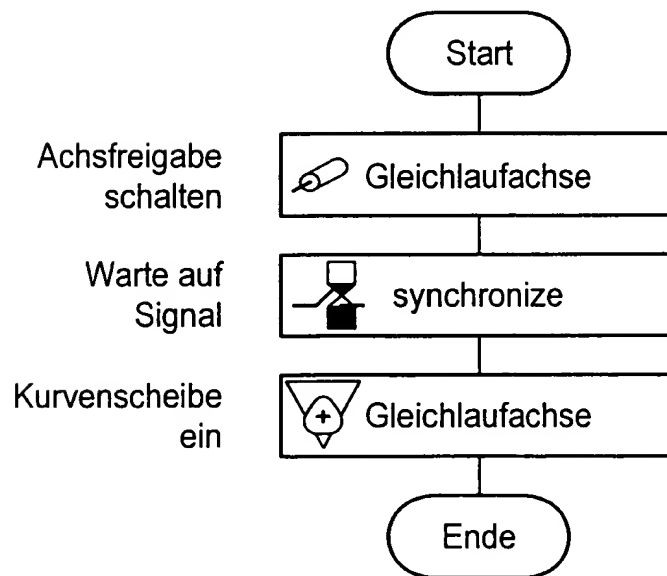 Start
Achsfreigabe
schalten
Gleichlaufachse
Warte auf
Signal
synchronize
Kurvenscheibe
ein
Gleichlaufachse
Ende